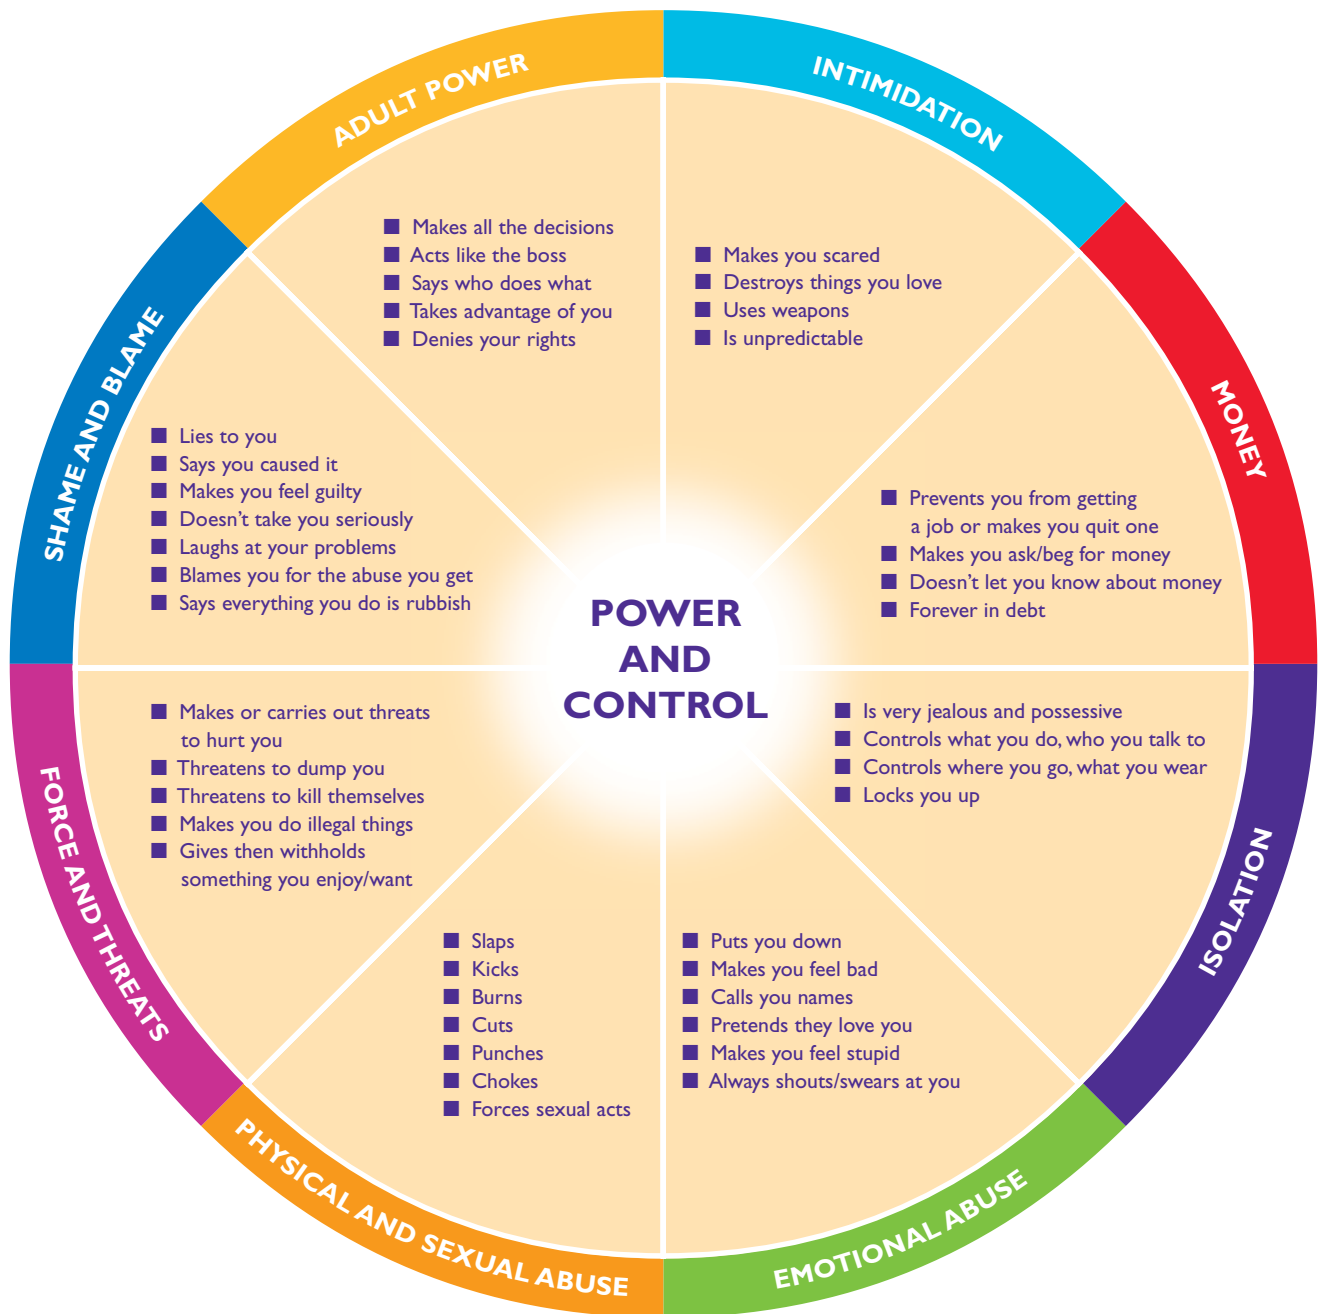 ADULT POWER
■ Makes all the decisions
■ Acts like the boss
■ Says who does what
■ Takes advantage of you
■ Denies your rights
INTIMIDATION
■ Makes you scared
■ Destroys things you love
■ Uses weapons
■ Is unpredictable
MONEY
■ Prevents you from getting
a job or makes you quit one
■ Makes you ask/beg for money
■ Doesn’t let you know about money
■ Forever in debt
ISOLATION
■ Is very jealous and possessive
■ Controls what you do, who you talk to
■ Controls where you go, what you wear
■ Locks you up
EMOTIONAL ABUSE
■ Puts you down
■ Makes you feel bad
■ Calls you names
■ Pretends they love you
■ Makes you feel stupid
■ Always shouts/swears at you
PHYSICAL AND SEXUAL ABUSE
■ Slaps
■ Kicks
■ Burns
■ Cuts
■ Punches
■ Chokes
■ Forces sexual acts
FORCE AND THREATS
■ Makes or carries out threats
to hurt you
■ Threatens to dump you
■ Threatens to kill themselves
■ Makes you do illegal things
■ Gives then withholds
something you enjoy/want
SHAME AND BLAME
■ Lies to you
■ Says you caused it
■ Makes you feel guilty
■ Doesn’t take you seriously
■ Laughs at your problems
■ Blames you for the abuse you get
■ Says everything you do is rubbish
POWER
AND
CONTROL